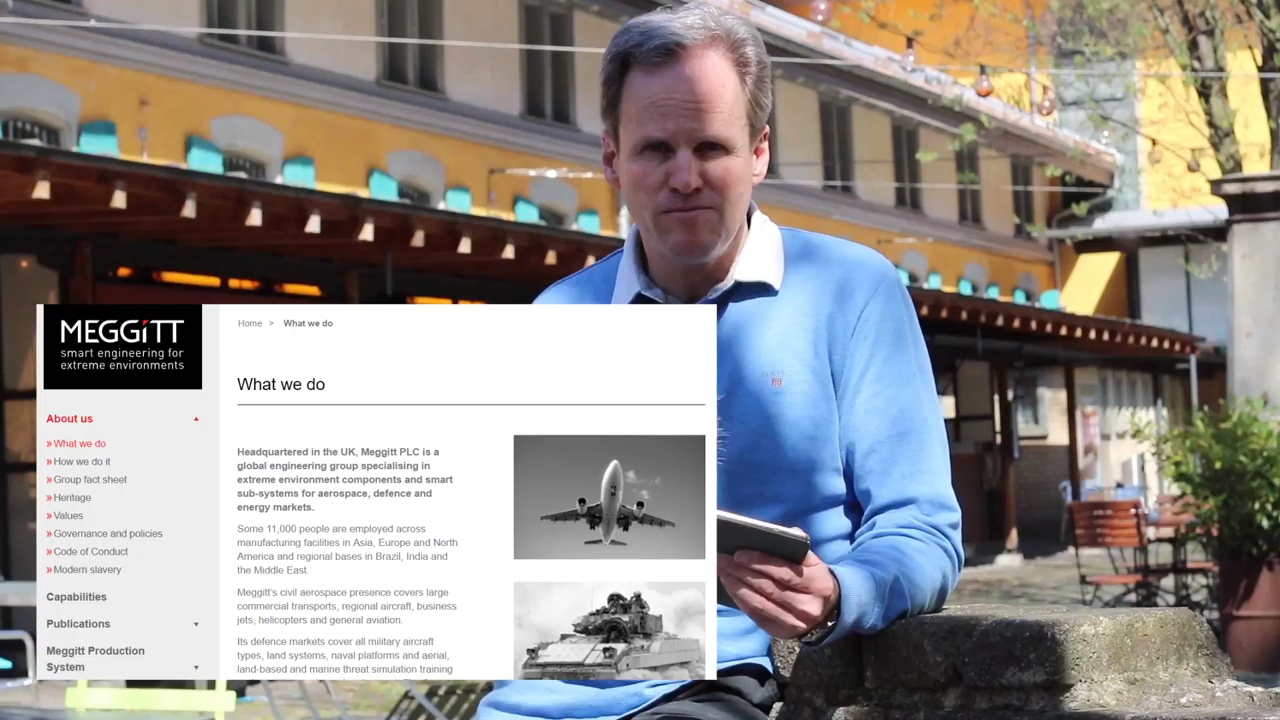 MEGGiTT
smart engineering for
extreme environments
Home > What we do
What we do
About us
» What we do
» How we do it
» Group fact sheet
» Heritage
» Values
» Governance and policies
» Code of Conduct
» Modern slavery
Capabilities
Publications
Meggitt Production
System
Headquartered in the UK, Meggitt PLC is a
global engineering group specialising in
extreme environment components and smart
sub-systems for aerospace, defence and
energy markets.
Some 11,000 people are employed across
manufacturing facilities in Asia, Europe and North
America and regional bases in Brazil, India and
the Middle East.
Meggitt's civil aerospace presence covers large
commercial transports, regional aircraft, business
jets, helicopters and general aviation.
Its defence markets cover all military aircraft
types, land systems, naval platforms and aerial,
land-based and marine threat simulation training